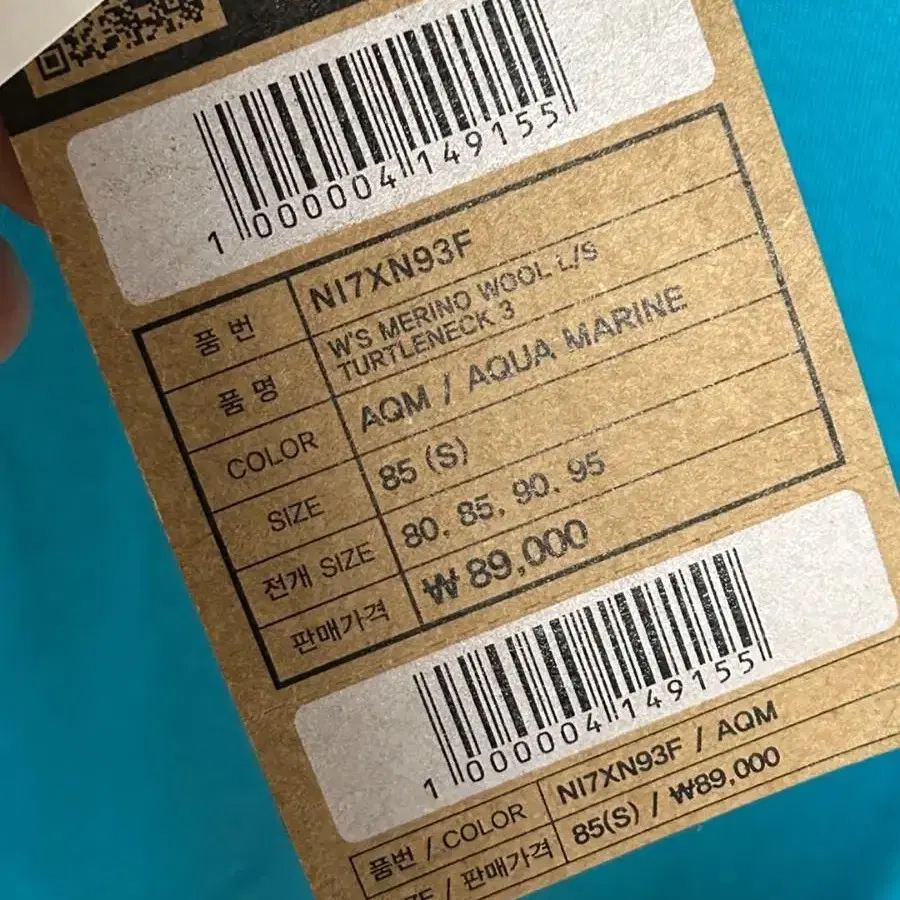 1 000004 149155
품번 NI7XN93F
품명 W'S MERINO WOOL L/S
TURTLENECK 3
COLOR AQM / AQUA MARINE
SIZE 85 (S)
전개 SIZE 80, 85, 90, 95
판매가격 ₩ 89,000
1 000004 149155
품번 / COLOR NI7XN93F / AQM
/ 판매가격 85(S) / ₩89,000